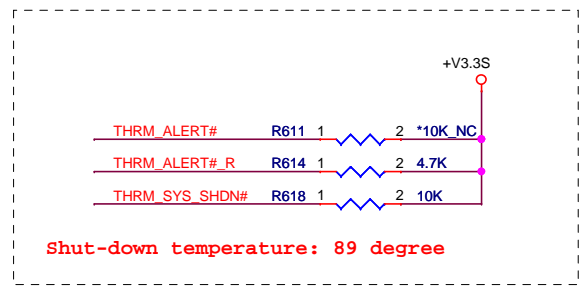 +V3.3S
THRM_ALERT# R611 1 2 *10K_NC
THRM_ALERT#_R R614 1 2 4.7K
THRM_SYS_SHDN# R618 1 2 10K
Shut-down temperature: 89 degree